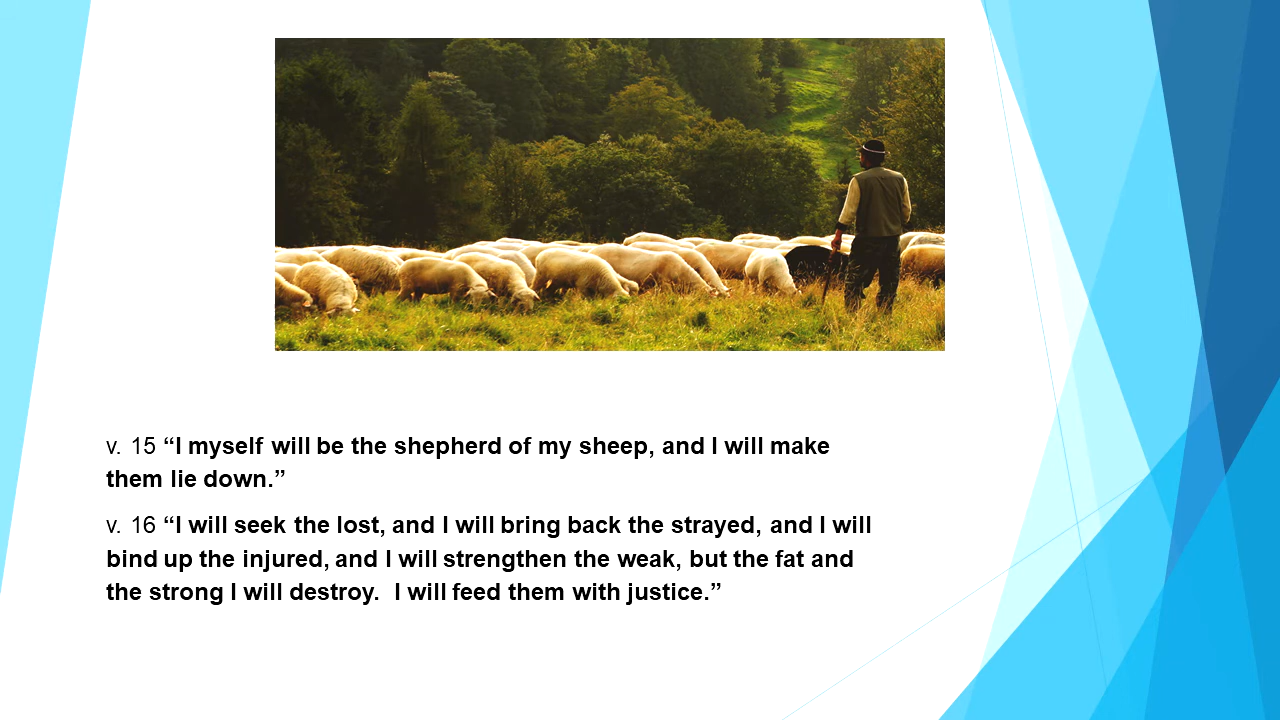 v. 15 “I myself will be the shepherd of my sheep, and I will make
them lie down.”
v. 16 “I will seek the lost, and I will bring back the strayed, and I will
bind up the injured, and I will strengthen the weak, but the fat and
the strong I will destroy.  I will feed them with justice.”